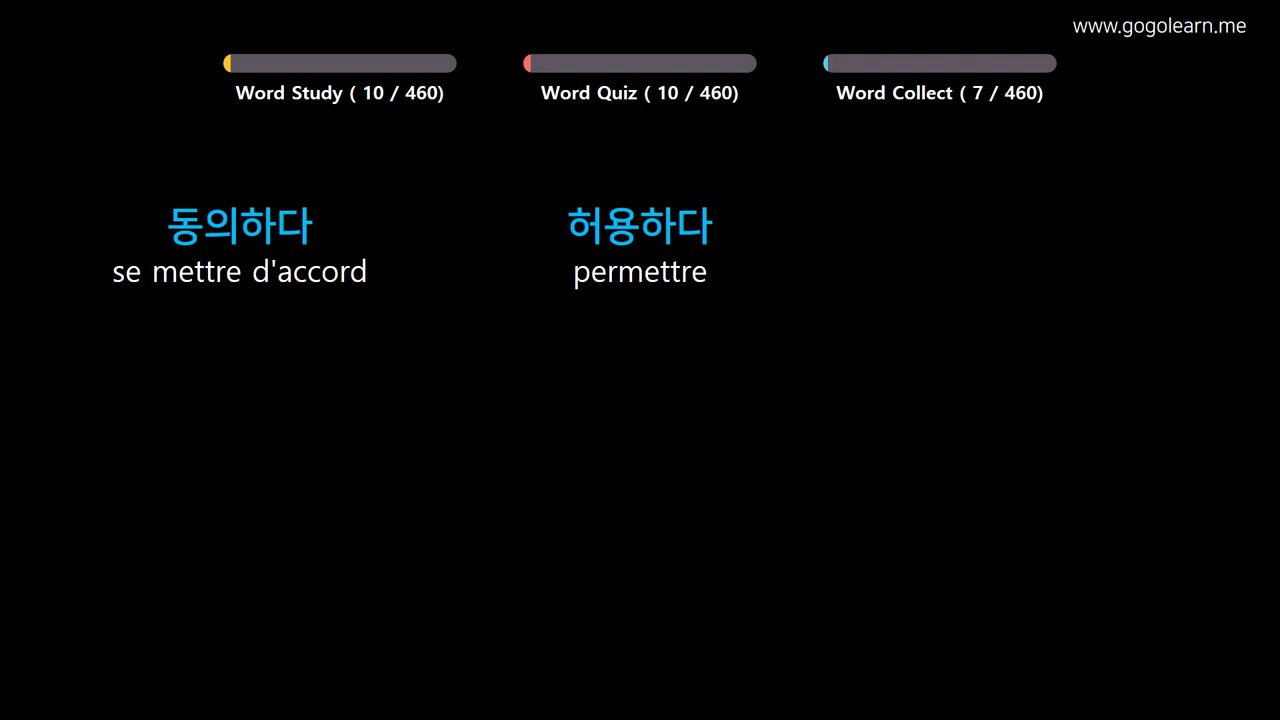 www.gogolearn.me
Word Study ( 10 / 460)
Word Quiz ( 10 / 460)
Word Collect ( 7 / 460)
동의하다
se mettre d'accord
허용하다
permettre